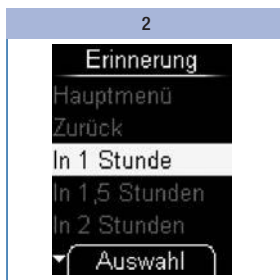 2
Erinnerung
Hauptmenü
Zurück
In 1 Stunde
In 1,5 Stunden
In 2 Stunden
Auswahl